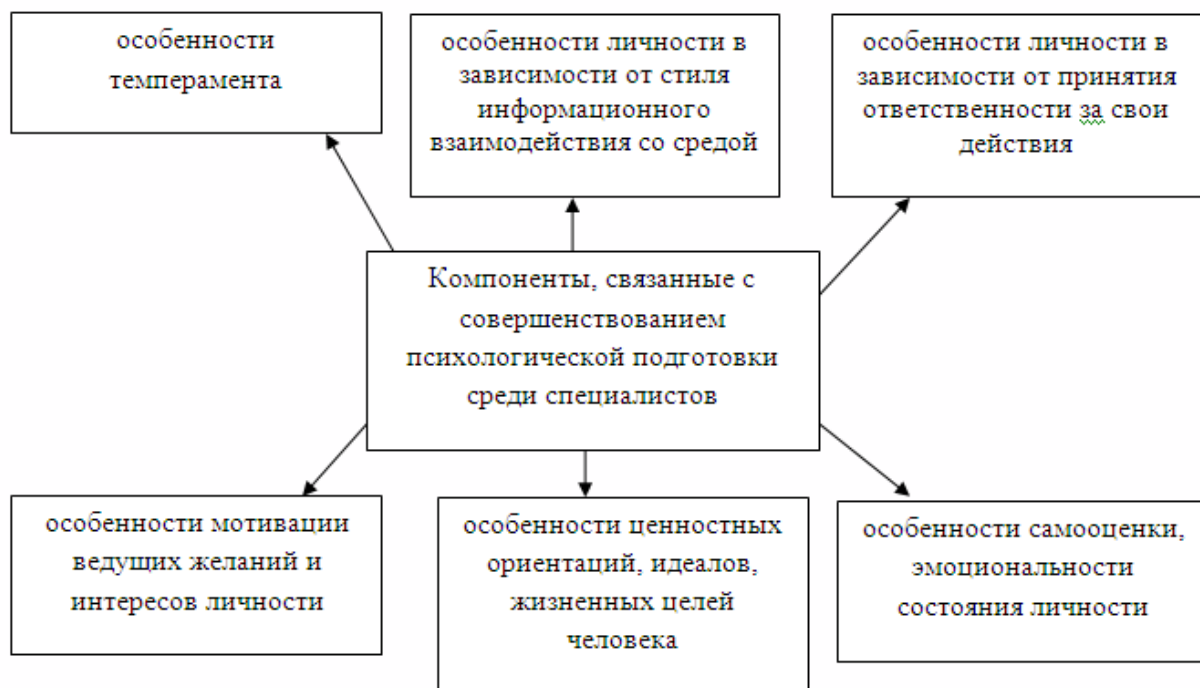 особенности
темперамента
особенности личности в
зависимости от стиля
информационного
взаимодействия со средой
особенности личности в
зависимости от принятия
ответственности за свои
действия
Компоненты, связанные с
совершенствованием
психологической подготовки
среди специалистов
особенности мотивации
ведущих желаний и
интересов личности
особенности ценностных
ориентаций, идеалов,
жизненных целей
человека
особенности самооценки,
эмоциональности
состояния личности